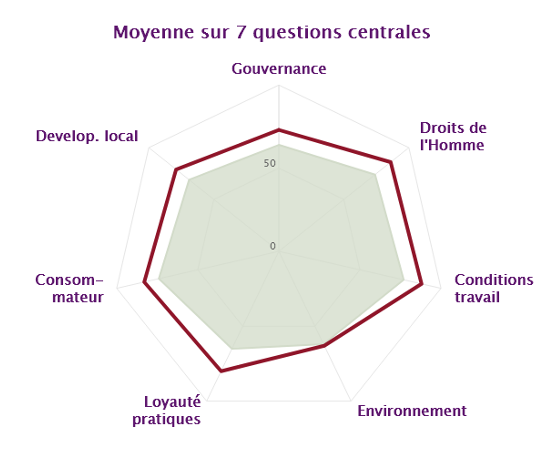 Moyenne sur 7 questions centrales
Gouvernance
Droits de
l'Homme
Develop. local
50
0
Consom-
mateur
Conditions
travail
Loyauté
pratiques
Environnement